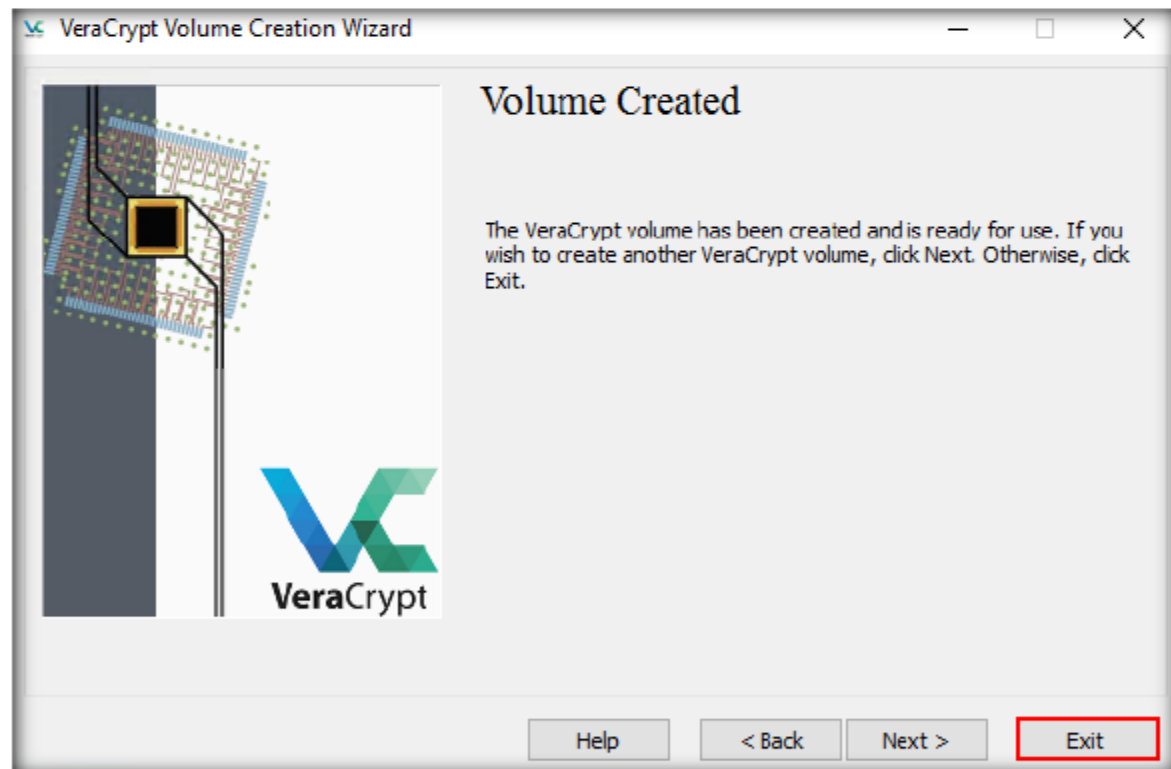 VeraCrypt Volume Creation Wizard
Volume Created
The VeraCrypt volume has been created and is ready for use. If you
wish to create another VeraCrypt volume, click Next. Otherwise, click
Exit.
VeraCrypt
Help
< Back
Next >
Exit